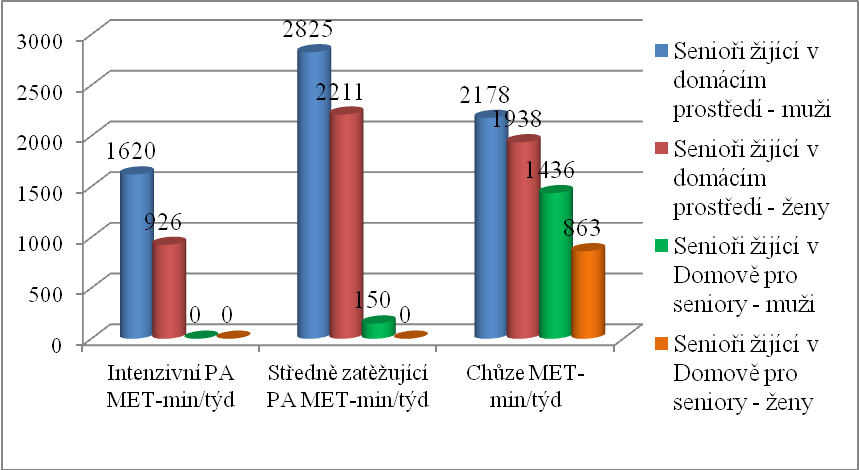 3000
2500
2000
1500
1000
500
0
1620
926
0
0
2825
2211
150
0
2178
1938
1436
863
Intenzivní PA
MET-min/týd
Středně zatěžující
PA MET-min/týd
Chůze MET-
min/týd
Senioři žijící v
domácím
prostředí - muži
Senioři žijící v
domácím
prostředí - ženy
Senioři žijící v
Domově pro
seniory - muži
Senioři žijící v
Domově pro
seniory - ženy